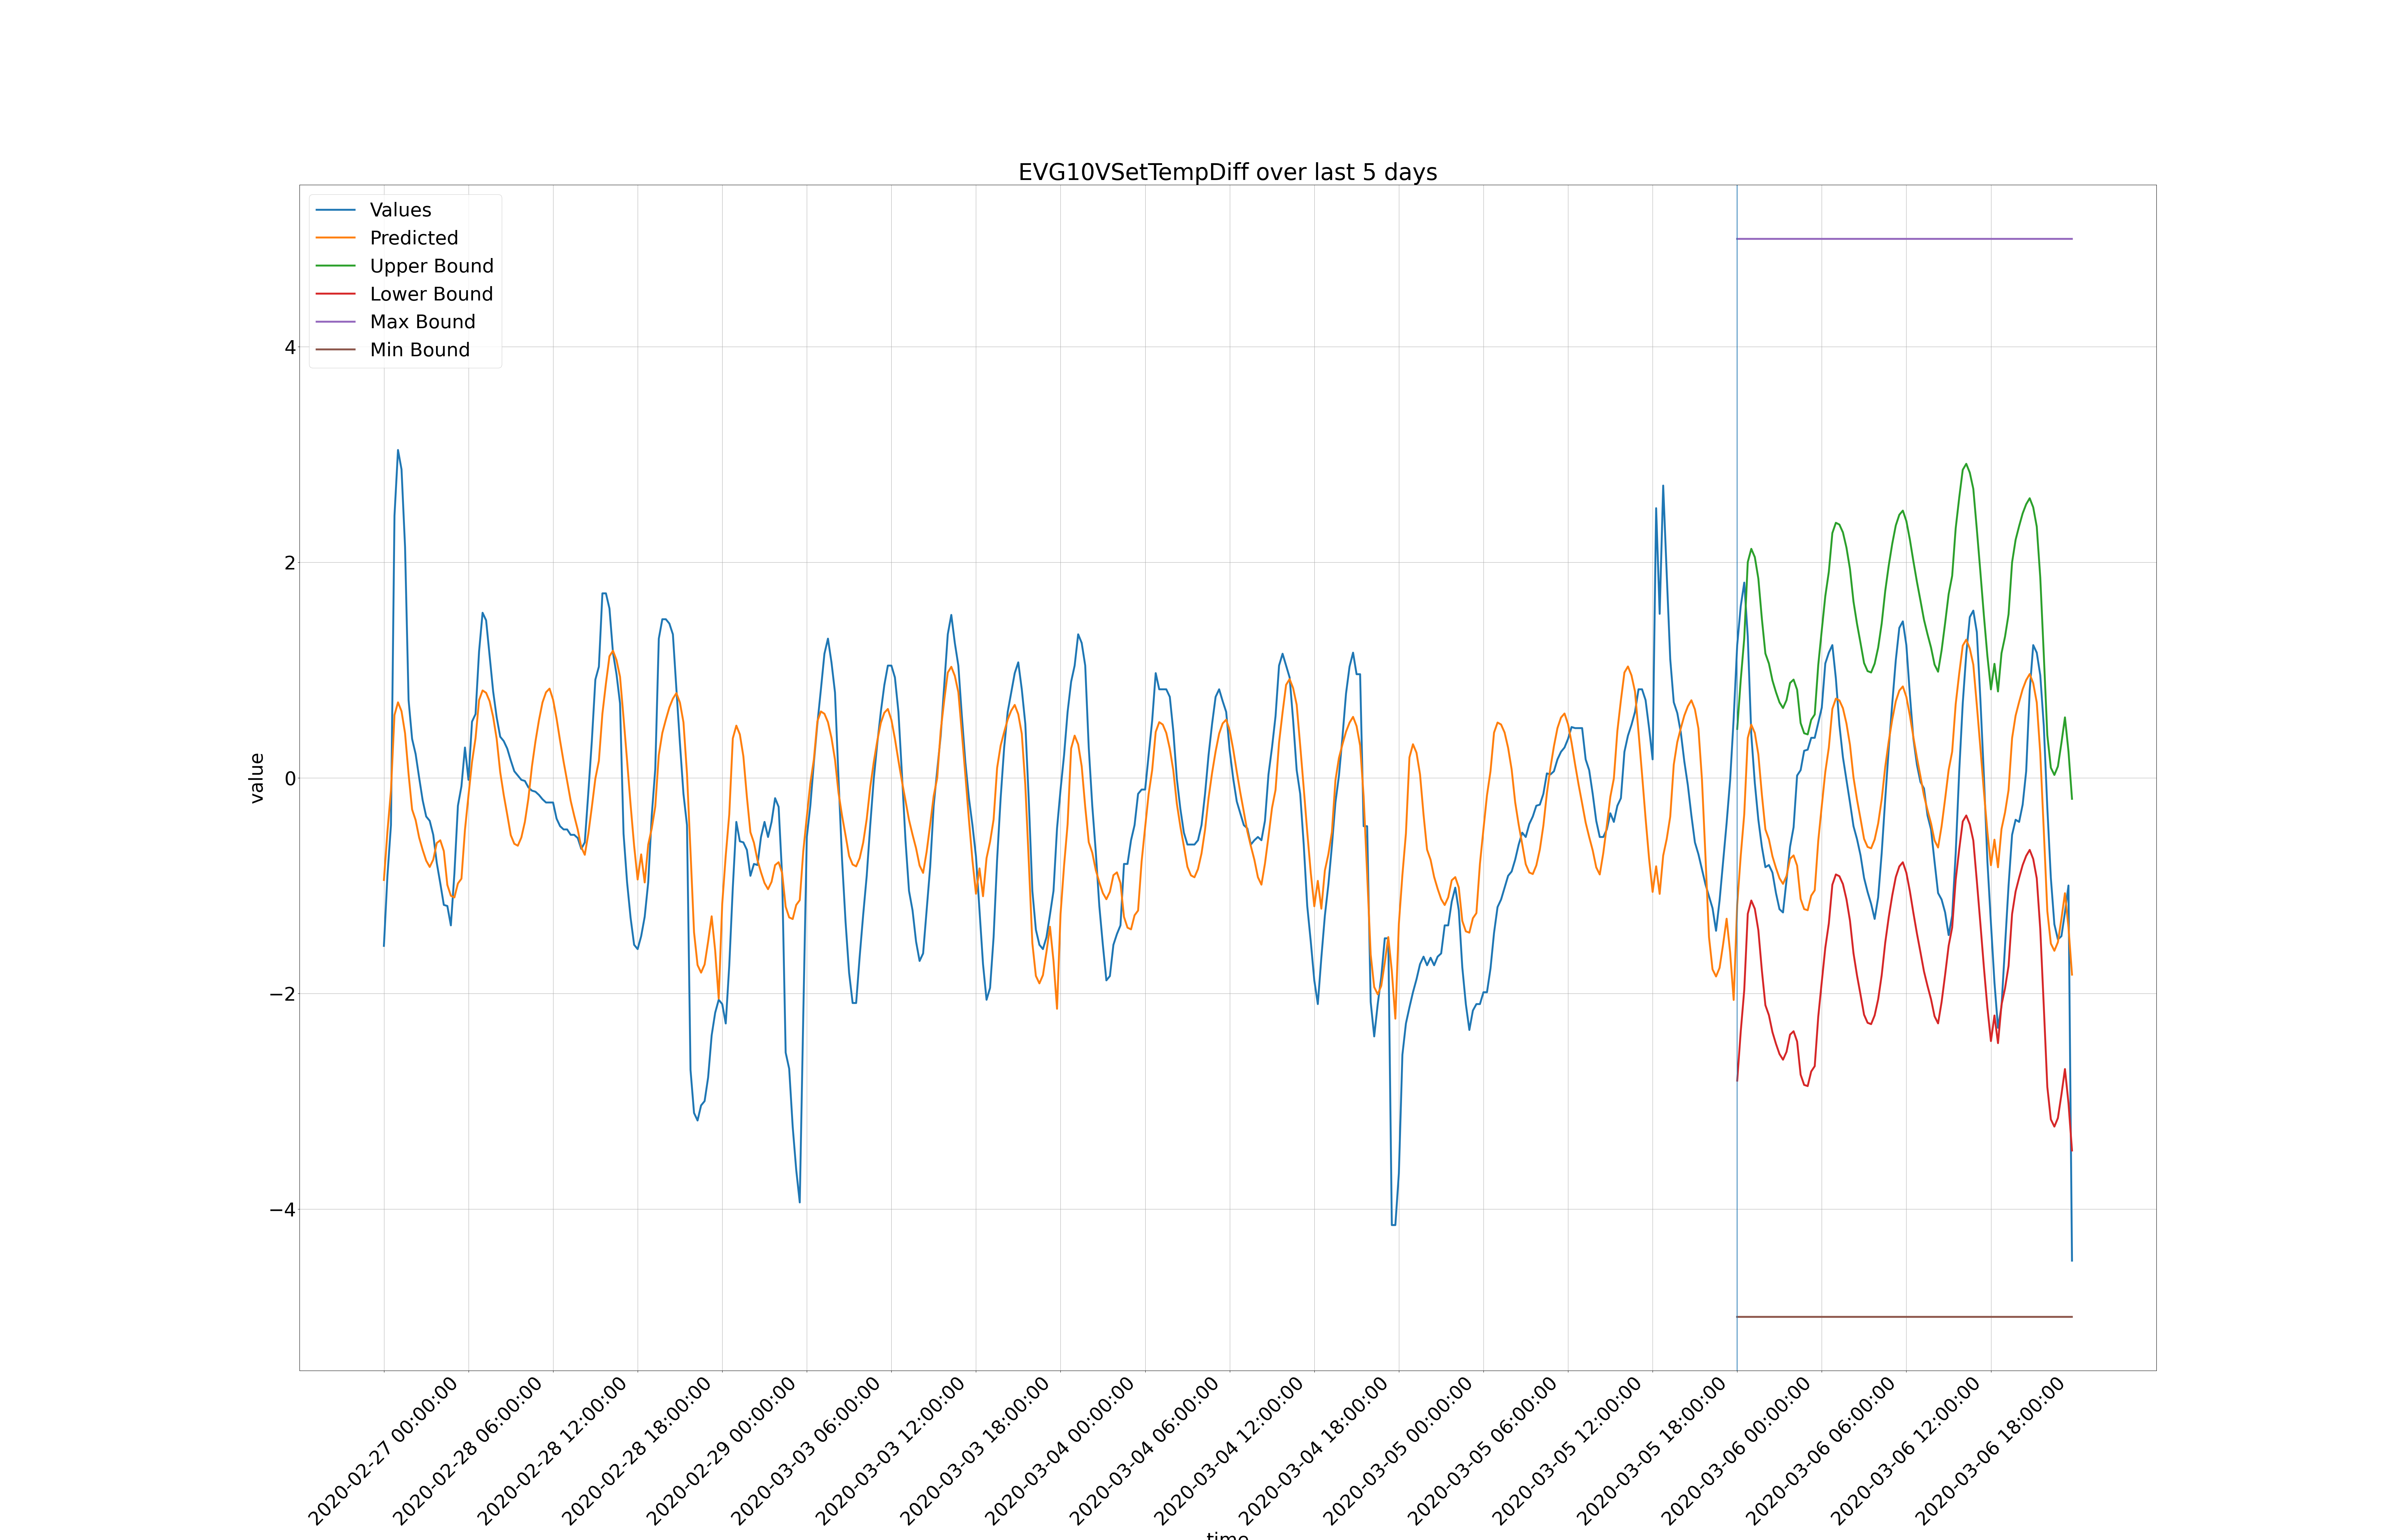 EVG10VSetTempDiff over last 5 days
Values
Predicted
Upper Bound
Lower Bound
Max Bound
Min Bound
value
4
2
0
−2
−4
2020-02-27 00:00:00
2020-02-28 06:00:00
2020-02-28 12:00:00
2020-02-28 18:00:00
2020-02-29 00:00:00
2020-03-03 06:00:00
2020-03-03 12:00:00
2020-03-03 18:00:00
2020-03-04 00:00:00
2020-03-04 06:00:00
2020-03-04 12:00:00
2020-03-04 18:00:00
2020-03-05 00:00:00
2020-03-05 06:00:00
2020-03-05 12:00:00
2020-03-05 18:00:00
2020-03-06 00:00:00
2020-03-06 06:00:00
2020-03-06 12:00:00
2020-03-06 18:00:00
time